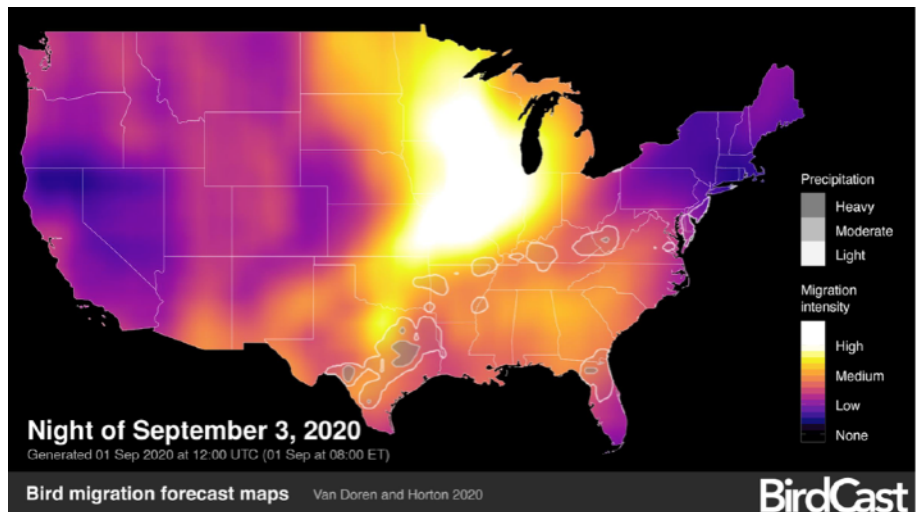 Precipitation
Heavy
Moderate
Light
Migration
intensity
High
Medium
Low
None
Night of September 3, 2020
Generated 01 Sep 2020 at 12:00 UTC (01 Sep at 08:00 ET)
Bird migration forecast maps Van Doren and Horton 2020 BirdCast